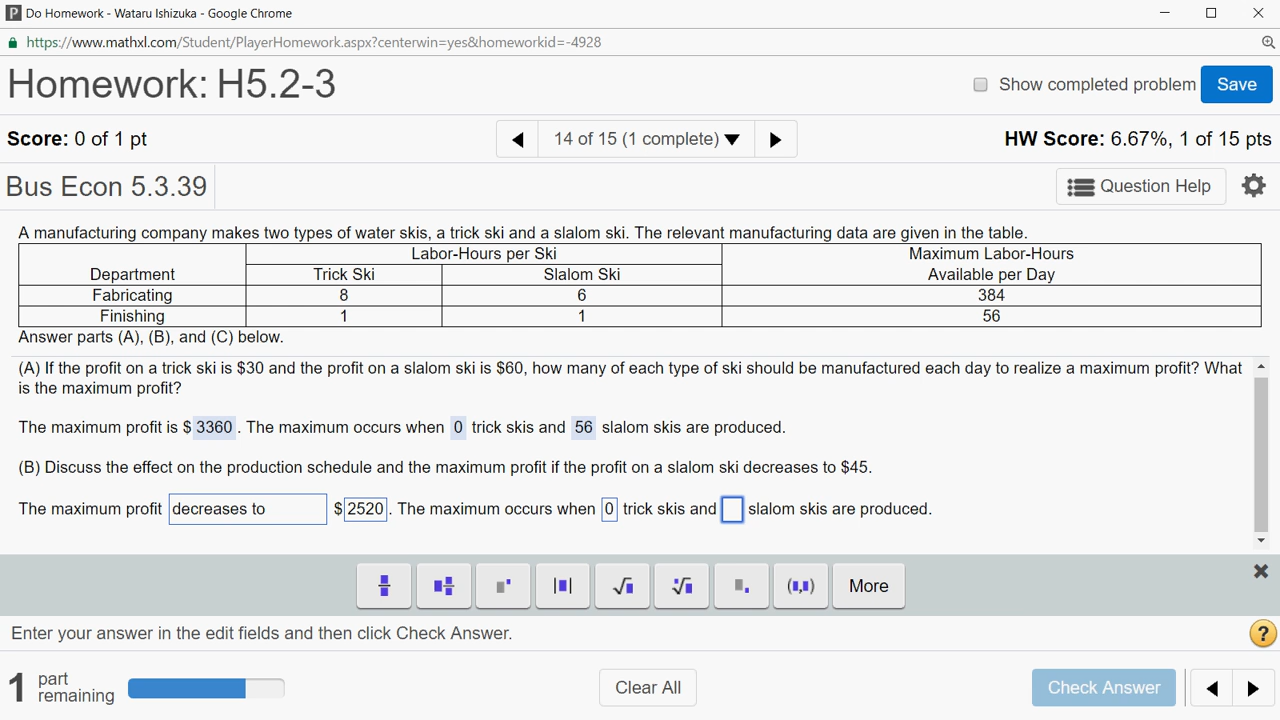 Do Homework - Wataru Ishizuka - Google Chrome
https://www.mathxl.com/Student/PlayerHomework.aspx?centerwin=yes&homeworkid=-4928
Homework: H5.2-3
Show completed problem
Save
Score: 0 of 1 pt
14 of 15 (1 complete)
HW Score: 6.67%, 1 of 15 pts
Bus Econ 5.3.39
Question Help
A manufacturing company makes two types of water skis, a trick ski and a slalom ski. The relevant manufacturing data are given in the table.
Labor-Hours per Ski Maximum Labor-Hours
Department Trick Ski Slalom Ski Available per Day
Fabricating 8 6 384
Finishing 1 1 56
Answer parts (A), (B), and (C) below.
(A) If the profit on a trick ski is $30 and the profit on a slalom ski is $60, how many of each type of ski should be manufactured each day to realize a maximum profit? What
is the maximum profit?
The maximum profit is $ 3360. The maximum occurs when 0 trick skis and 56 slalom skis are produced.
(B) Discuss the effect on the production schedule and the maximum profit if the profit on a slalom ski decreases to $45.
The maximum profit decreases to $ 2520. The maximum occurs when 0 trick skis and slalom skis are produced.
More
Enter your answer in the edit fields and then click Check Answer.
?
1 part
remaining
Clear All
Check Answer